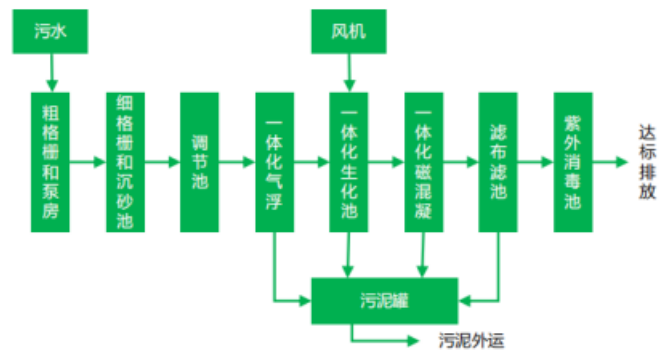 污水
风机
粗格栅和泵房
细格栅和沉砂池
调节池
一体化气浮
一体化生化池
一体化磁混凝
滤布滤池
紫外消毒池
达标排放
污泥罐
污泥外运